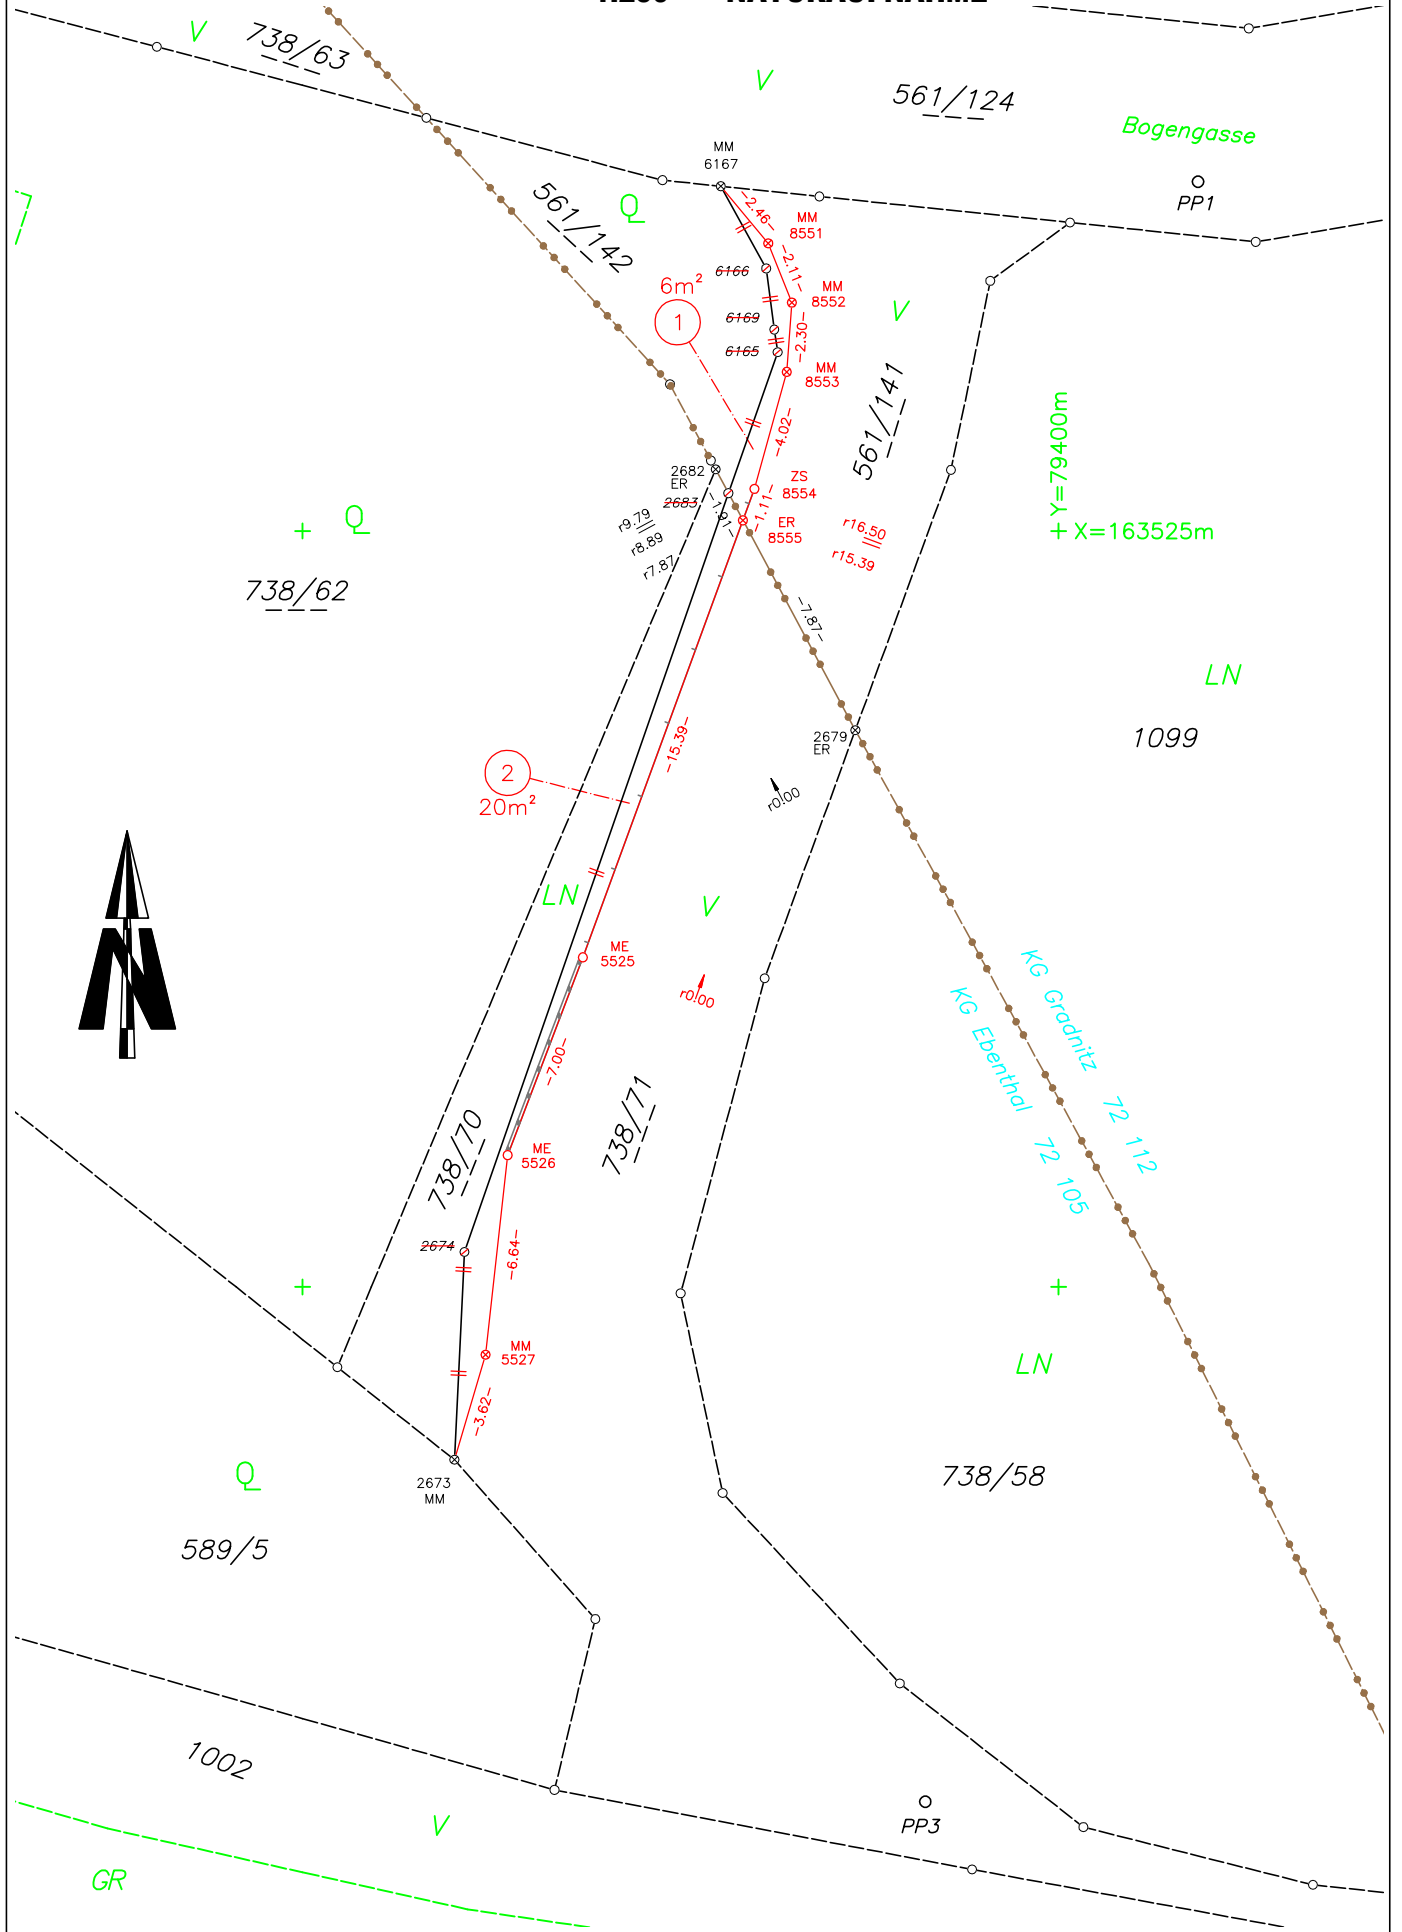 738/63
V
V
561/124
Bogengasse
PP1
MM
6167
561/142
Q
-2.46-
MM
8551
-2.11-
6166
6m²
MM
8552
V
6169
1
-2.30-
6165
MM
8553
561/141
-4.02-
Y=79400m
2682
ER
2683
ZS
8554
-1.11-
-1.91-
ER
8555
r9.79
r8.89
r7.87
r16.50
r15.39
Q
X=163525m
738/62
-7.87-
LN
1099
2679
ER
-15.39-
2
20m²
r0.00
N
LN
V
ME
5525
r0.00
KG Gradnitz 72 112
KG Ebenthal 72 105
-7.00-
738/70
738/71
ME
5526
2674
-6.64-
MM
5527
LN
-3.62-
2673
MM
Q
738/58
589/5
1002
V
PP3
GR